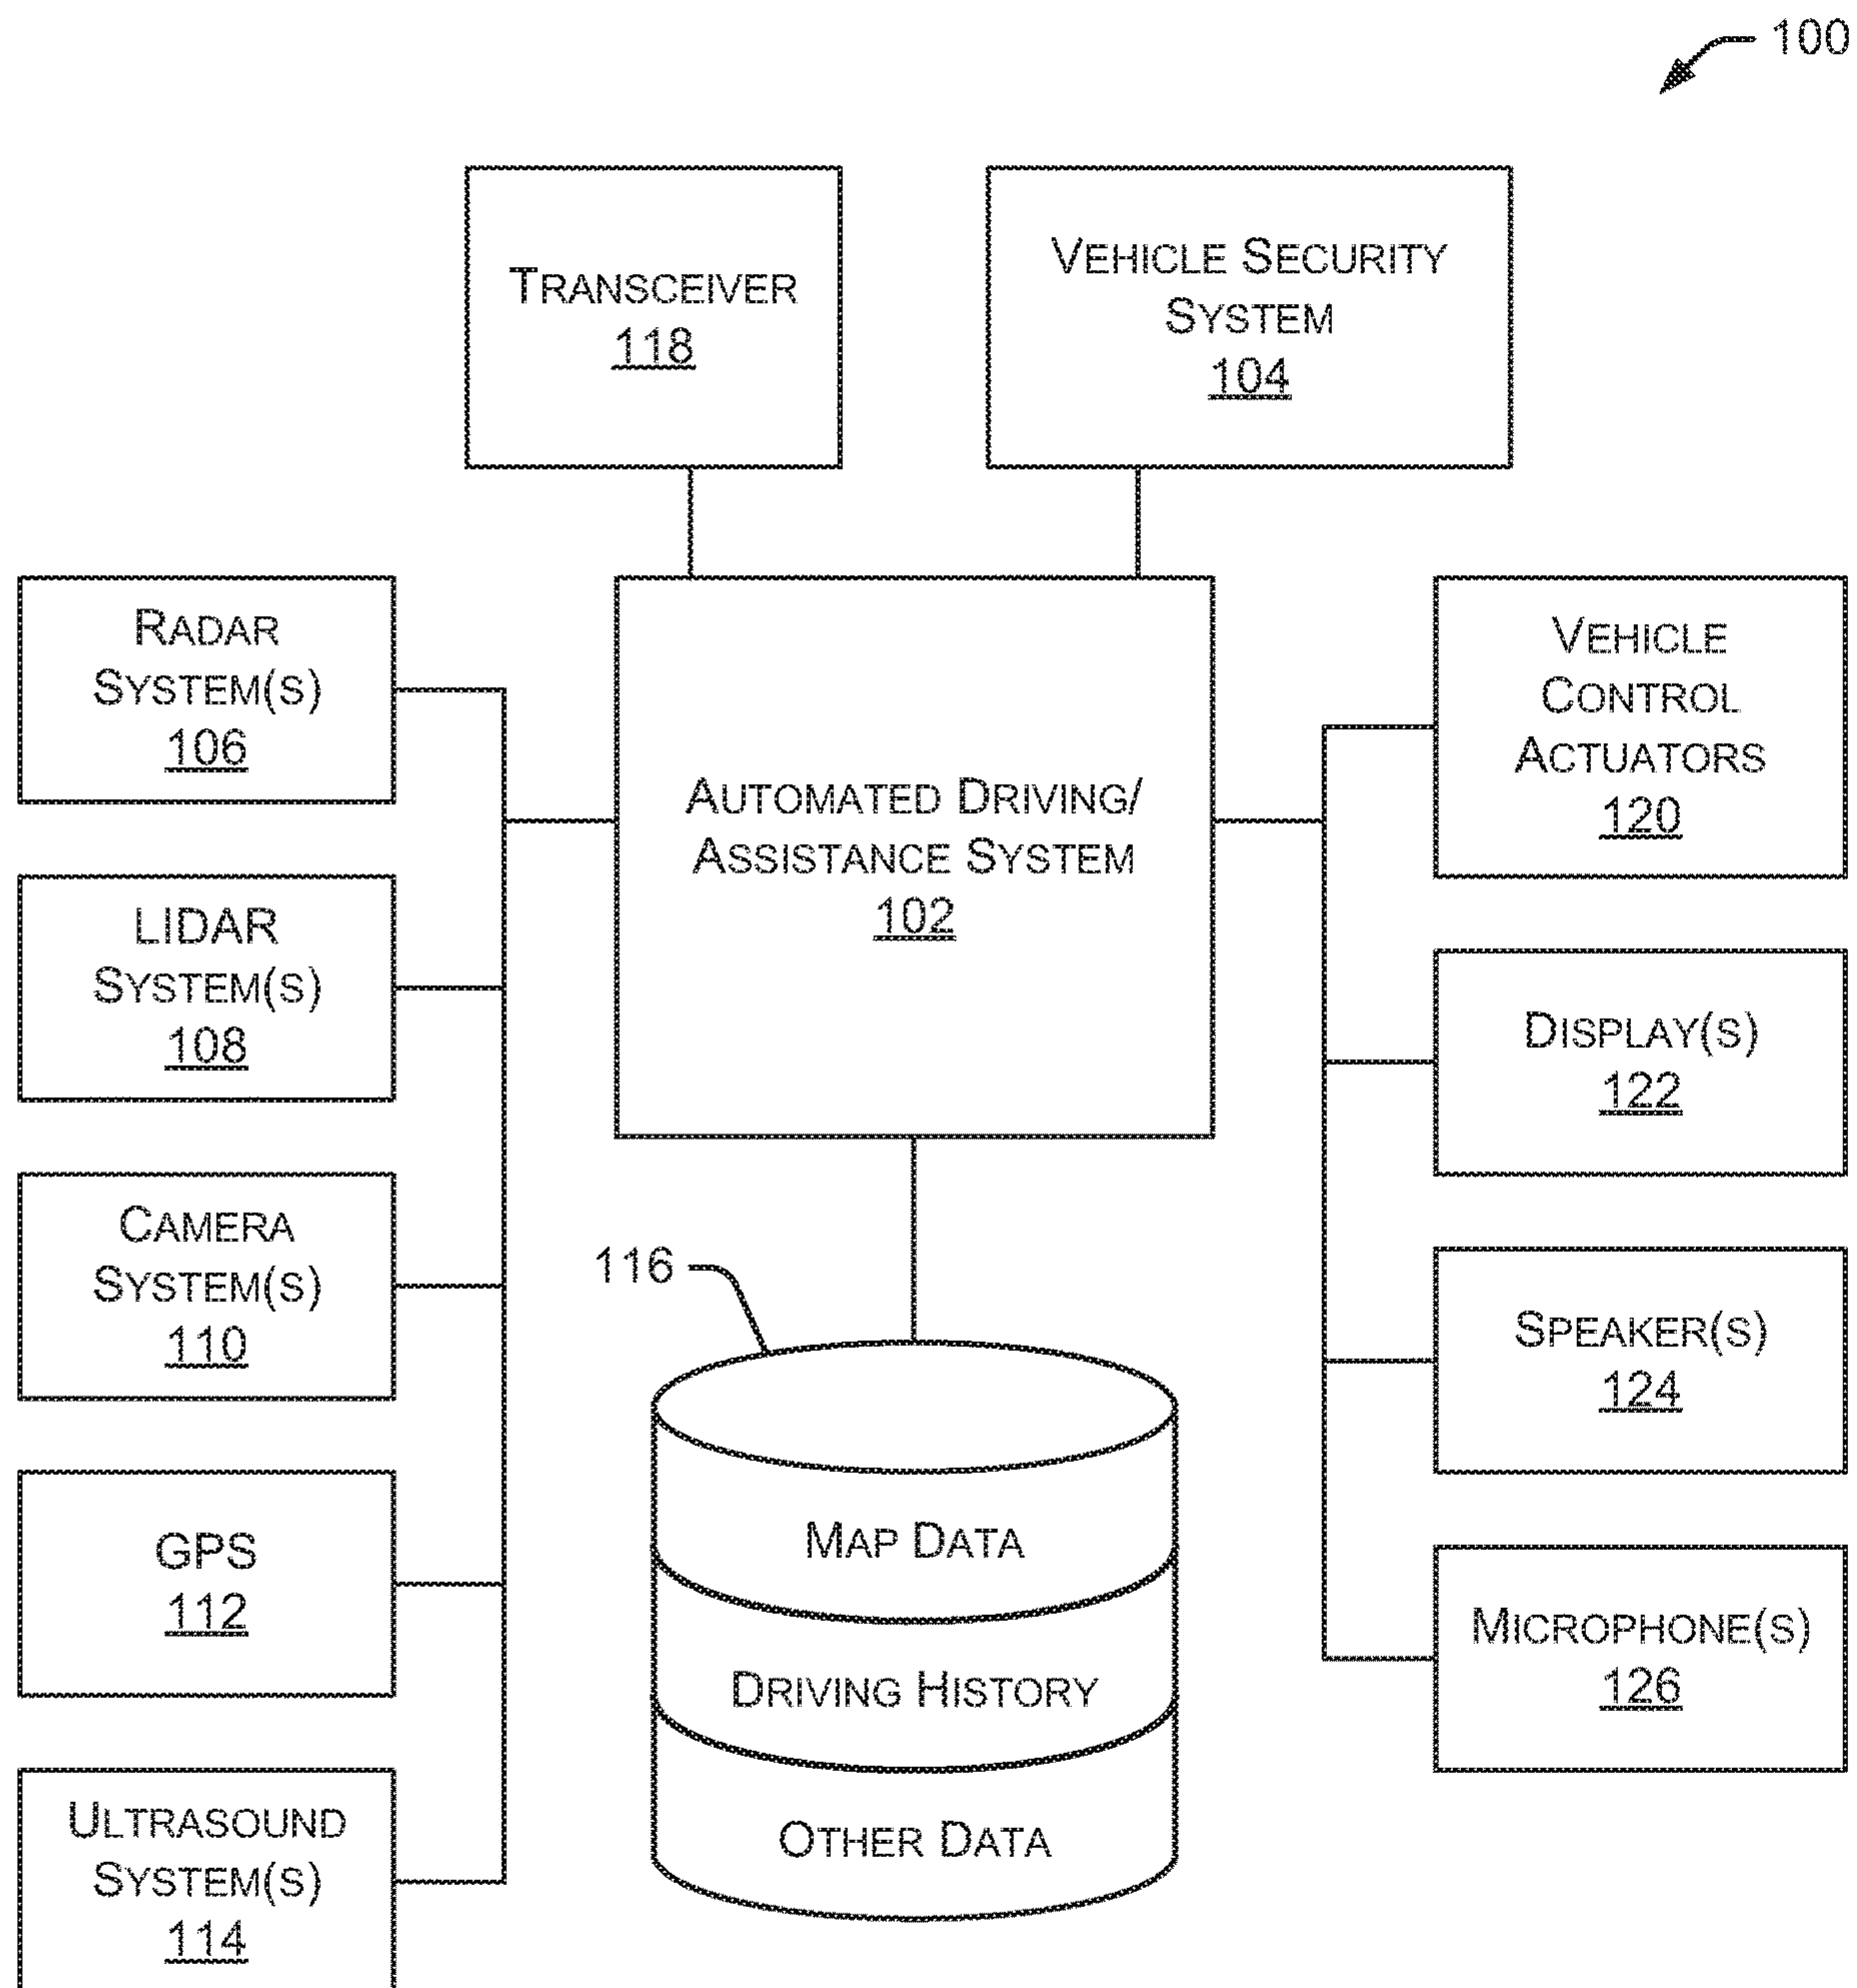 100
TRANSCEIVER
118
VEHICLE SECURITY
SYSTEM
104
RADAR
SYSTEM(S)
106
LIDAR
SYSTEM(S)
108
CAMERA
SYSTEM(S)
110
GPS
112
ULTRASOUND
SYSTEM(S)
114
AUTOMATED DRIVING/
ASSISTANCE SYSTEM
102
116
MAP DATA
DRIVING HISTORY
OTHER DATA
VEHICLE
CONTROL
ACTUATORS
120
DISPLAY(S)
122
SPEAKER(S)
124
MICROPHONE(S)
126